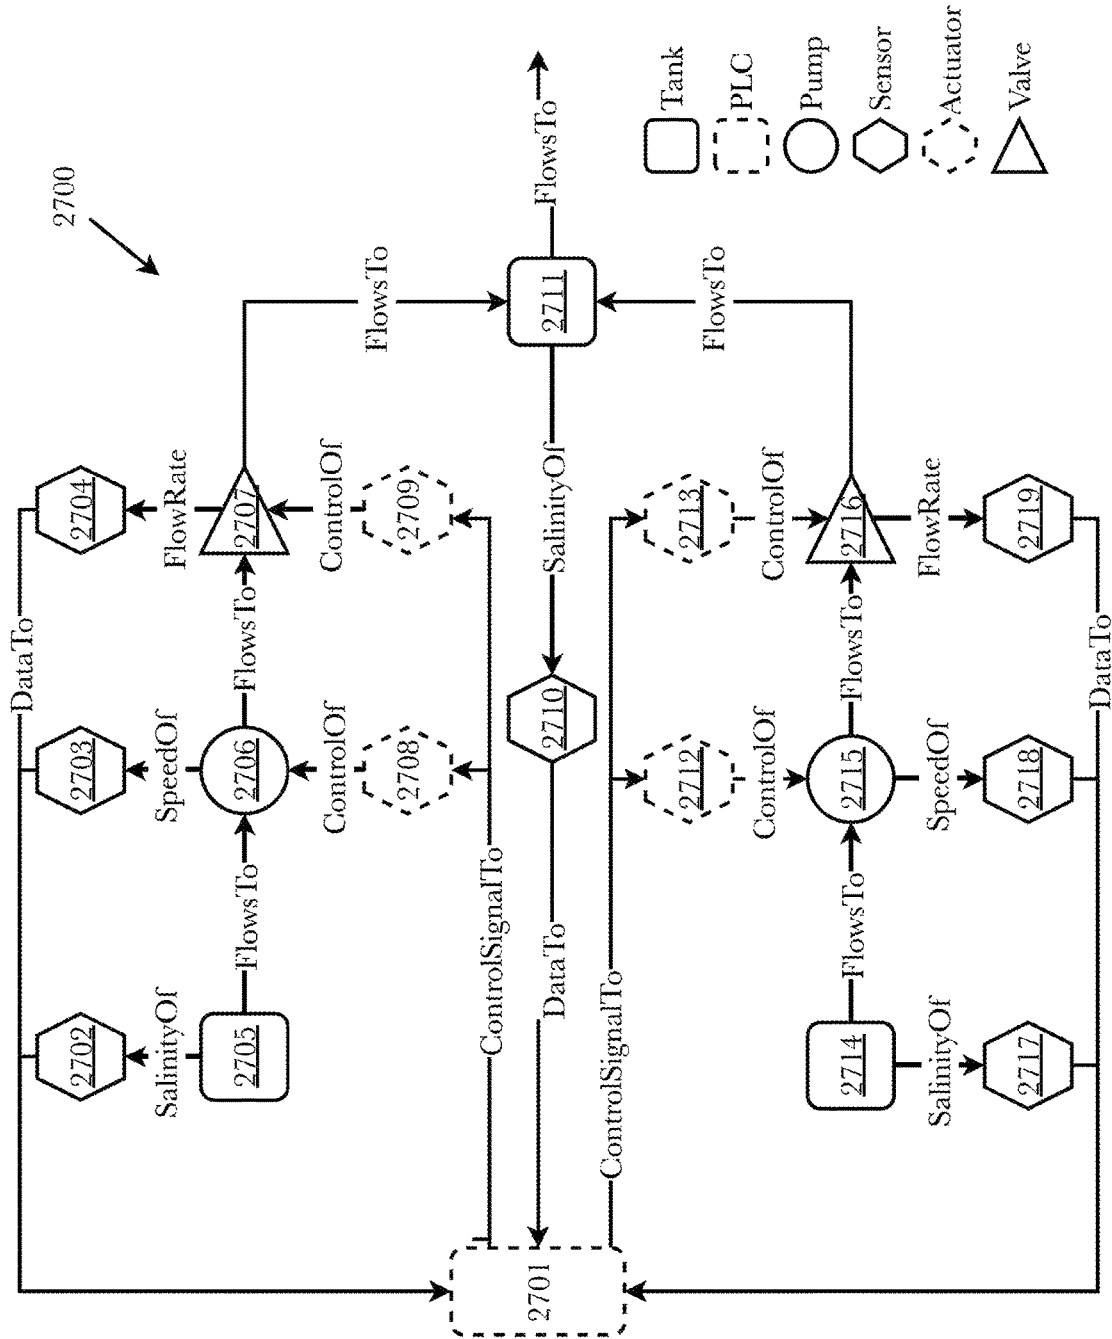 2700
DataTo
2702
2703
2704
SalinityOf
SpeedOf
FlowRate
2705
FlowsTo
2706
FlowsTo
2707
ControlOf
ControlOf
2708
2709
FlowsTo
ControlSignalTo
2701
DataTo
2710
SalinityOf
2711
FlowsTo
ControlSignalTo
2712
2713
ControlOf
ControlOf
FlowsTo
2714
FlowsTo
2715
FlowsTo
2716
SalinityOf
SpeedOf
FlowRate
2717
2718
2719
DataTo
Tank
PLC
Pump
Sensor
Actuator
Valve